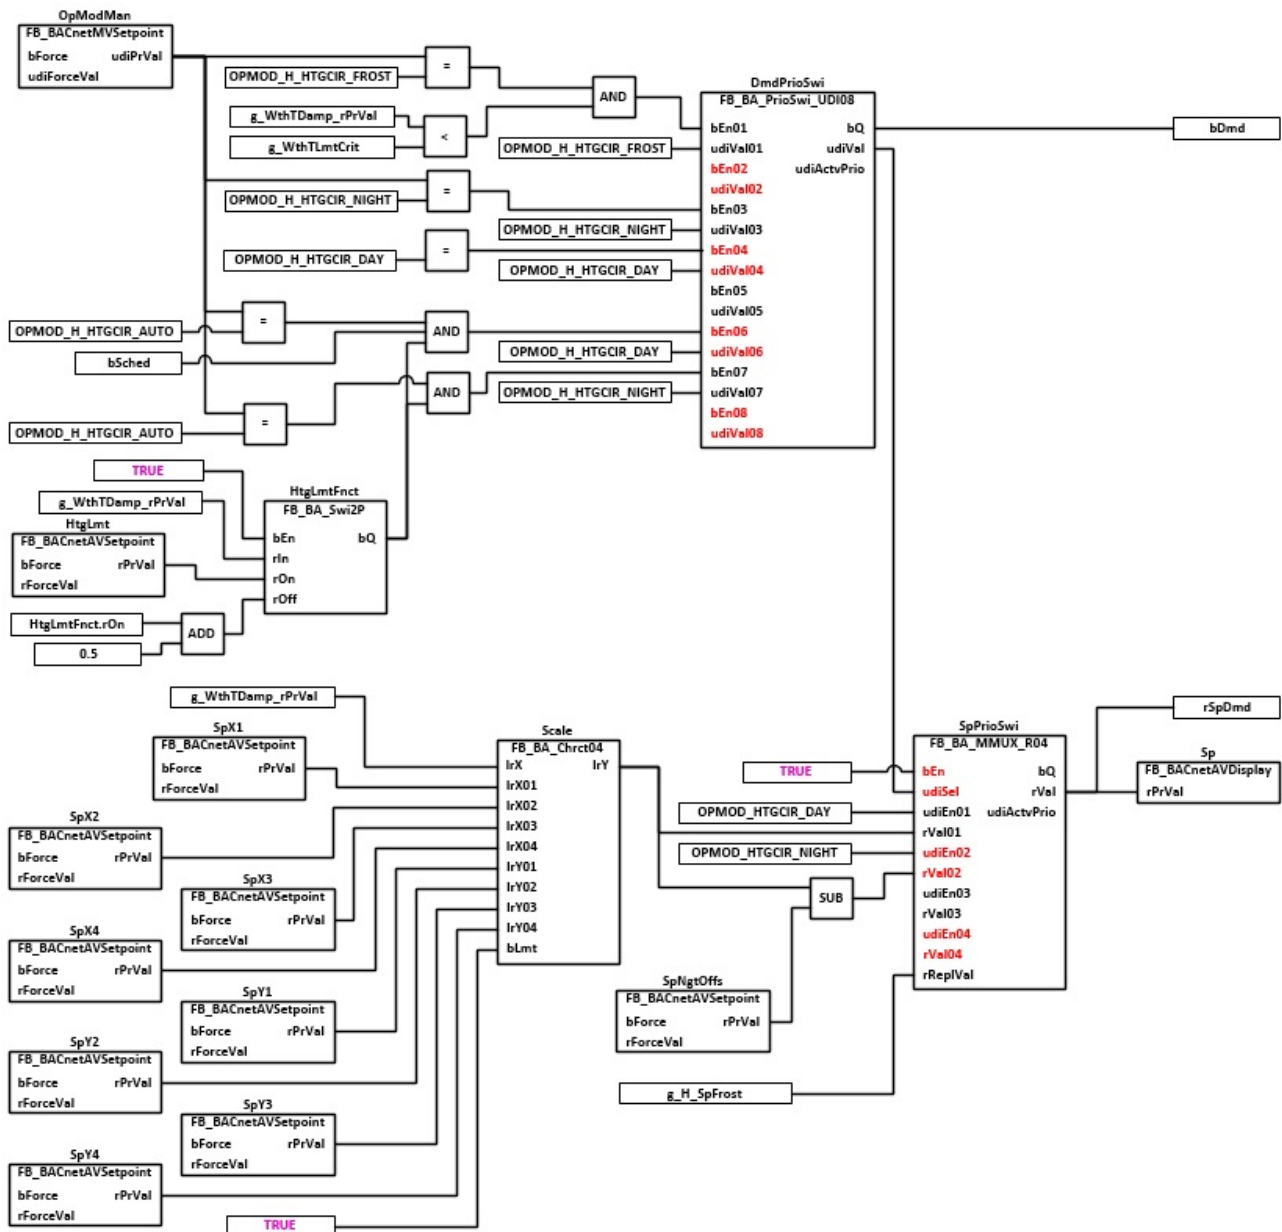 OpModMan
FB_BACnetMVSetpoint
bForce udiPrVal
udiForceVal
=
OPMOD_H_HTGCIR_FROST
AND
g_WthTDamp_rPrVal
<
g_WthTLmtCrit
OPMOD_H_HTGCIR_FROST
=
OPMOD_H_HTGCIR_NIGHT
OPMOD_H_HTGCIR_NIGHT
=
OPMOD_H_HTGCIR_DAY
OPMOD_H_HTGCIR_DAY
=
OPMOD_H_HTGCIR_AUTO
AND
bSched
OPMOD_H_HTGCIR_DAY
AND
OPMOD_H_HTGCIR_NIGHT
=
OPMOD_H_HTGCIR_AUTO
DmdPrioSwi
FB_BA_PrioSwi_UDI08
bEn01 bQ
udiVal01 udiVal
bEn02 udiActvPrio
udiVal02
bEn03
udiVal03
bEn04
udiVal04
bEn05
udiVal05
bEn06
udiVal06
bEn07
udiVal07
bEn08
udiVal08
bDmd
TRUE
g_WthTDamp_rPrVal
HtgLmt
FB_BACnetAVSetpoint
bForce rPrVal
rForceVal
HtgLmtFnct.rOn
ADD
0.5
HtgLmtFnct
FB_BA_Swi2P
bEn bQ
rIn
rOn
rOff
g_WthTDamp_rPrVal
SpX1
FB_BACnetAVSetpoint
bForce rPrVal
rForceVal
SpX2
FB_BACnetAVSetpoint
bForce rPrVal
rForceVal
SpX3
FB_BACnetAVSetpoint
bForce rPrVal
rForceVal
SpX4
FB_BACnetAVSetpoint
bForce rPrVal
rForceVal
SpY1
FB_BACnetAVSetpoint
bForce rPrVal
rForceVal
SpY2
FB_BACnetAVSetpoint
bForce rPrVal
rForceVal
SpY3
FB_BACnetAVSetpoint
bForce rPrVal
rForceVal
SpY4
FB_BACnetAVSetpoint
bForce rPrVal
rForceVal
TRUE
Scale
FB_BA_Chrct04
lrX lrY
lrX01
lrX02
lrX03
lrX04
lrY01
lrY02
lrY03
lrY04
bLmt
TRUE
OPMOD_HTGCIR_DAY
OPMOD_HTGCIR_NIGHT
SUB
SpNgtOffs
FB_BACnetAVSetpoint
bForce rPrVal
rForceVal
g_H_SpFrost
SpPrioSwi
FB_BA_MMUX_R04
bEn bQ
udiSel rVal
udiEn01 udiActvPrio
rVal01
udiEn02
rVal02
udiEn03
rVal03
udiEn04
rVal04
rReplVal
rSpDmd
Sp
FB_BACnetAVDisplay
rPrVal